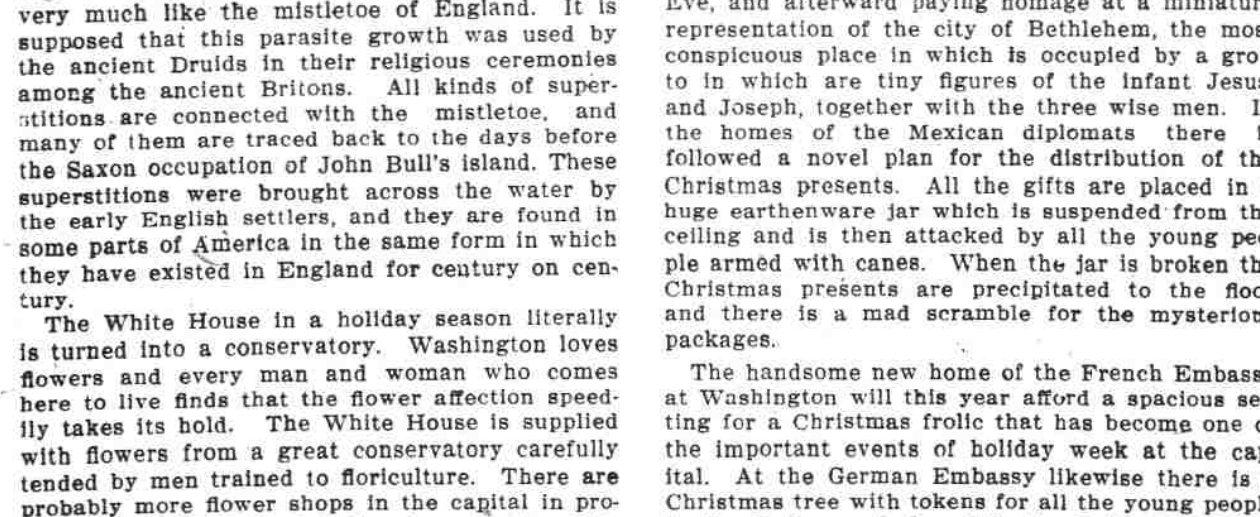 very much like the mistletoe of England. It is
supposed that this parasite growth was used by
the ancient Druids in their religious ceremonies
among the ancient Britons. All kinds of super-
stitions are connected with the mistletoe, and
many of them are traced back to the days before
the Saxon occupation of John Bull's island. These
superstitions were brought across the water by
the early English settlers, and they are found in
some parts of America in the same form in which
they have existed in England for century on cen-
tury.
The White House in a holiday season literally
is turned into a conservatory. Washington loves
flowers and every man and woman who comes
here to live finds that the flower affection speed-
ily takes its hold. The White House is supplied
with flowers from a great conservatory carefully
tended by men trained to floriculture. There are
probably more flower shops in the capital in pro-
Eve, and afterward paying homage at a miniatur
representation of the city of Bethlehem, the mos
conspicuous place in which is occupied by a gro
to in which are tiny figures of the infant Jesus
and Joseph, together with the three wise men.
the homes of the Mexican diplomats there
followed a novel plan for the distribution of th
Christmas presents. All the gifts are placed in
huge earthenware jar which is suspended from th
ceiling and is then attacked by all the young peo
ple armed with canes. When the jar is broken th
Christmas presents are precipitated to the floo
and there is a mad scramble for the mysteriou
packages.
The handsome new home of the French Embass
at Washington will this year afford a spacious se
ting for a Christmas frolic that has become one
the important events of holiday week at the cap
ital. At the German Embassy likewise there is
Christmas tree with tokens for all the young peopl